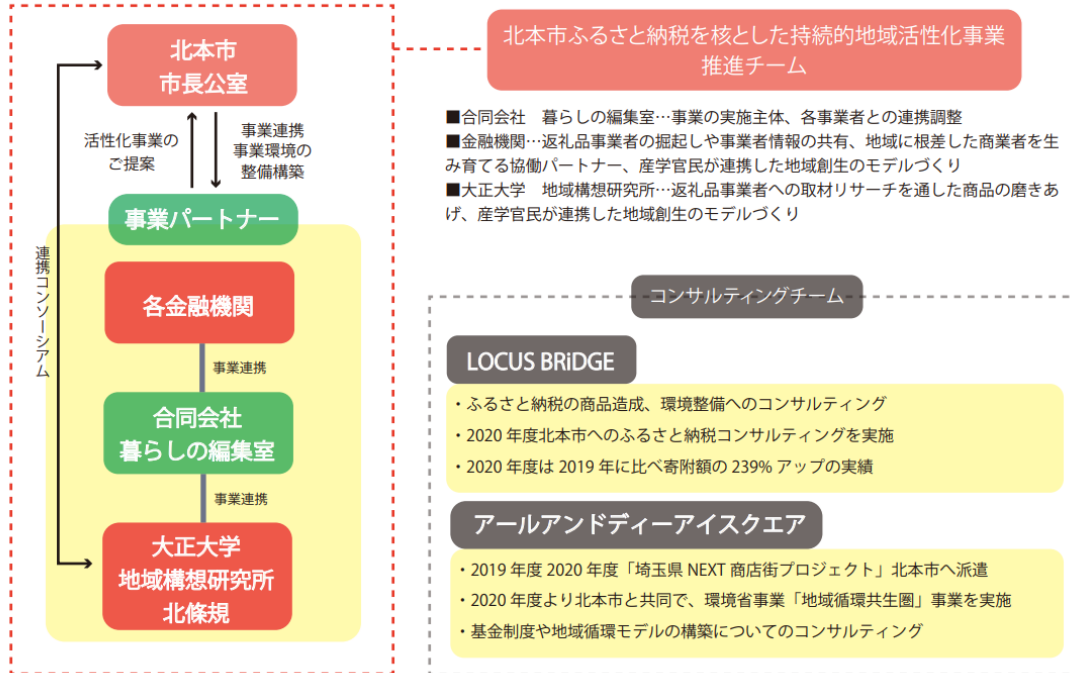 北本市
市長公室
活性化事業の
ご提案
事業連携
事業環境の
整備構築
事業パートナー
連携コンソーシアム
各金融機関
事業連携
合同会社
暮らしの編集室
事業連携
大正大学
地域構想研究所
北條規
北本市ふるさと納税を核とした持続的地域活性化事業
推進チーム
■合同会社　暮らしの編集室…事業の実施主体、各事業者との連携調整
■金融機関…返礼品事業者の掘起しや事業者情報の共有、地域に根差した商業者を生
み育てる協働パートナー、産学官民が連携した地域創生のモデルづくり
■大正大学　地域構想研究所…返礼品事業者への取材リサーチを通した商品の磨きあ
げ、産学官民が連携した地域創生のモデルづくり
コンサルティングチーム
LOCUS BRiDGE
・ふるさと納税の商品造成、環境整備へのコンサルティング
・2020 年度北本市へのふるさと納税コンサルティングを実施
・2020 年度は 2019 年に比べ寄附額の 239% アップの実績
アールアンドディーアイスクエア
・2019 年度 2020 年度「埼玉県 NEXT 商店街プロジェクト」北本市へ派遣
・2020 年度より北本市と共同で、環境省事業「地域循環共生圏」事業を実施
・基金制度や地域循環モデルの構築についてのコンサルティング